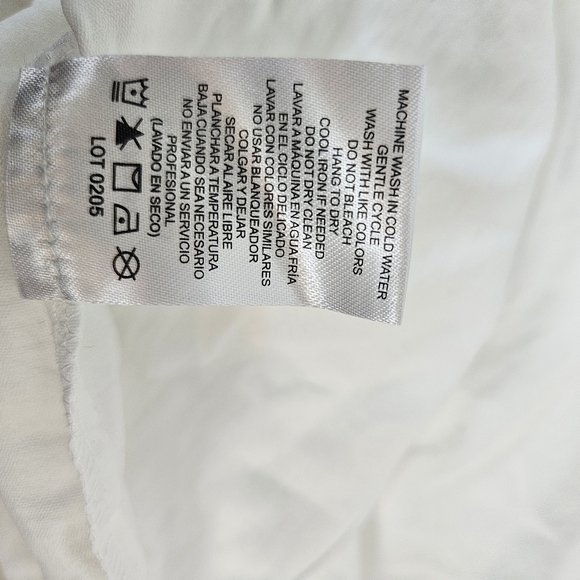 MACHINE WASH IN COLD WATER
GENTLE CYCLE
WASH WITH LIKE COLORS
DO NOT BLEACH
HANG TO DRY
COOL IRON IF NEEDED
DO NOT DRY CLEAN
LAVAR A MÁQUINA EN AGUA FRÍA
EN EL CICLO DELICADO
LAVAR CON COLORES SIMILARES
NO USAR BLANQUEADOR
COLGAR Y DEJAR
SECAR AL AIRE LIBRE
PLANCHAR A TEMPERATURA
BAJA CUANDO SEA NECESARIO
NO ENVIAR A UN SERVICIO
PROFESIONAL
(LAVADO EN SECO)
LOT 0205